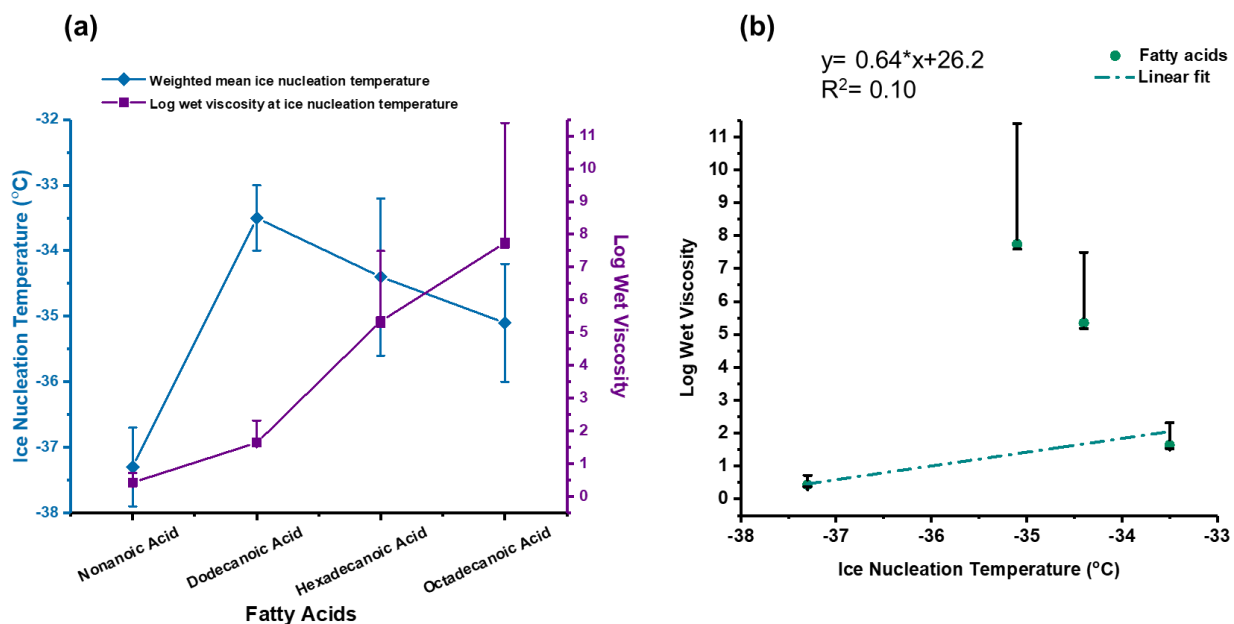 (a)
Weighted mean ice nucleation temperature
Log wet viscosity at ice nucleation temperature
Ice Nucleation Temperature (°C)
-32
-33
-34
-35
-36
-37
-38
11
10
9
8
7
6
5
4
3
2
1
0
Log Wet Viscosity
Nonanoic Acid
Dodecanoic Acid
Hexadecanoic Acid
Octadecanoic Acid
Fatty Acids
(b)
y= 0.64*x+26.2
R²= 0.10
Fatty acids
Linear fit
Log Wet Viscosity
11
10
9
8
7
6
5
4
3
2
1
0
-38
-37
-36
-35
-34
-33
Ice Nucleation Temperature (°C)